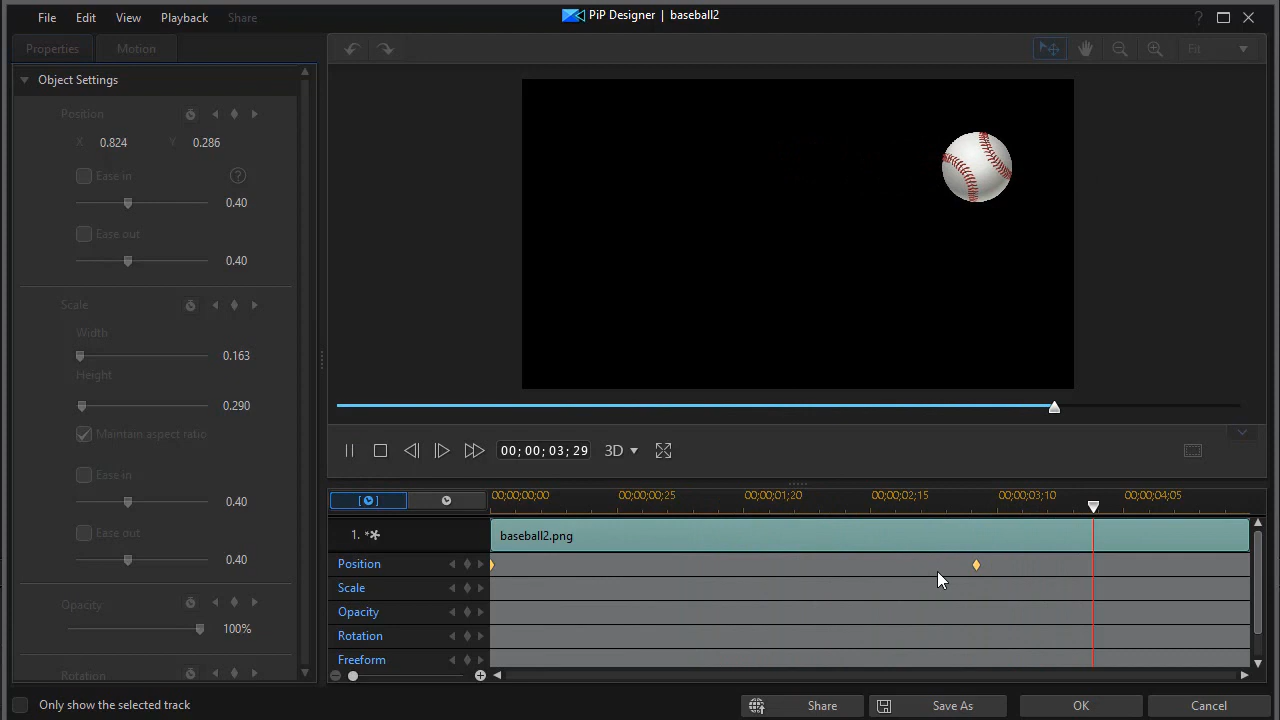 File Edit View Playback Share
PiP Designer | baseball2
?
Properties Motion
Fit
Object Settings
Position
X 0.824 Y 0.286
Ease in ?
0.40
Ease out
0.40
Scale
Width
0.163
Height
0.290
Maintain aspect ratio
Ease in
0.40
Ease out
0.40
Opacity
100%
Rotation
00; 00; 03; 29 3D
00;00;00;00 00;00;00;25 00;00;01;20 00;00;02;15 00;00;03;10 00;00;04;05
1. baseball2.png
Position
Scale
Opacity
Rotation
Freeform
Only show the selected track
Share Save As OK Cancel